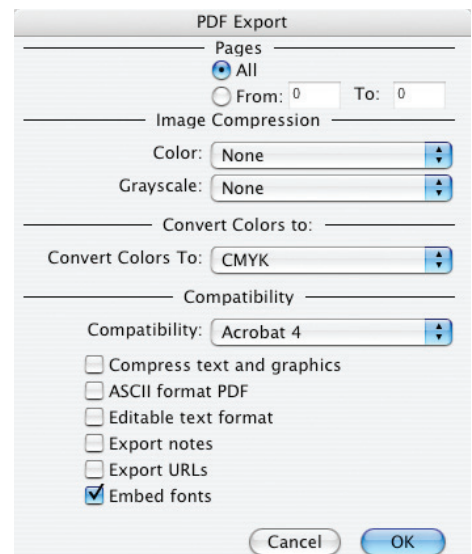 PDF Export
Pages
All
From: 0 To: 0
Image Compression
Color: None
Grayscale: None
Convert Colors to:
Convert Colors To: CMYK
Compatibility
Compatibility: Acrobat 4
Compress text and graphics
ASCII format PDF
Editable text format
Export notes
Export URLs
Embed fonts
Cancel OK